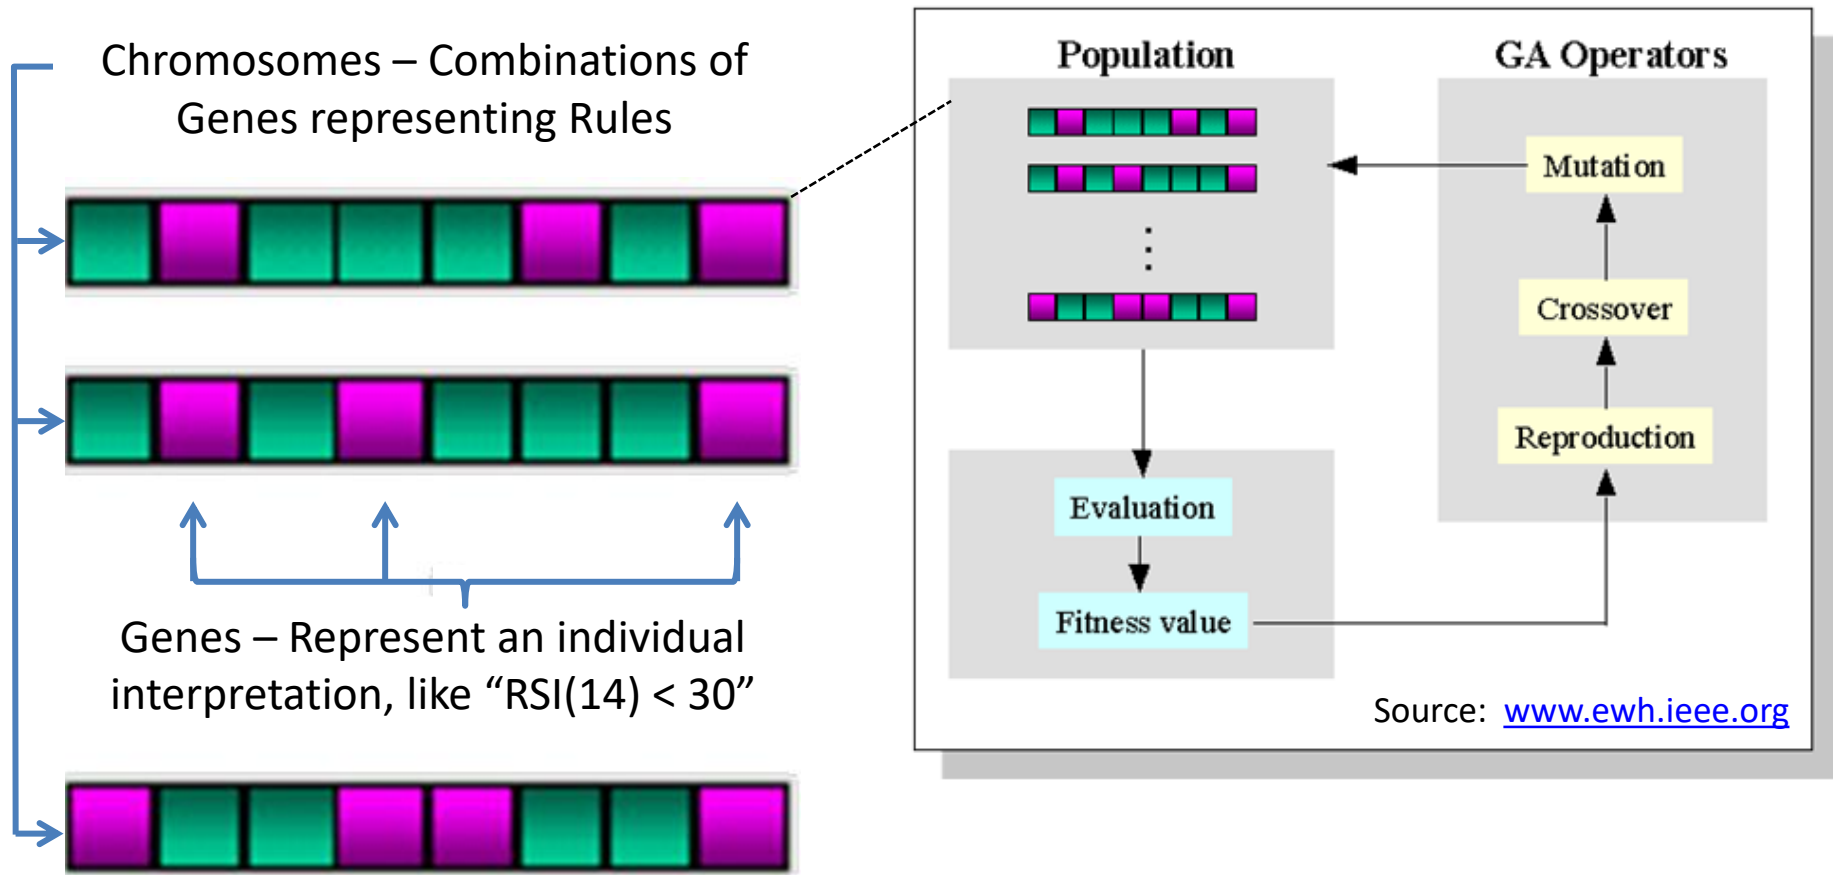 Chromosomes – Combinations of
Genes representing Rules
Genes – Represent an individual
interpretation, like “RSI(14) < 30”
Population
GA Operators
Mutation
Crossover
Reproduction
Evaluation
Fitness value
Source: www.ewh.ieee.org